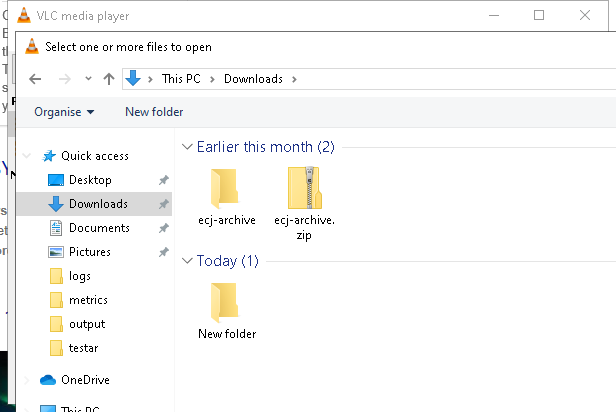 VLC media player
Select one or more files to open
This PC > Downloads >
Organise
New folder
Quick access
Desktop
Downloads
Documents
Pictures
logs
metrics
output
testar
OneDrive
This PC
Earlier this month (2)
ecj-archive
ecj-archive.
zip
Today (1)
New folder